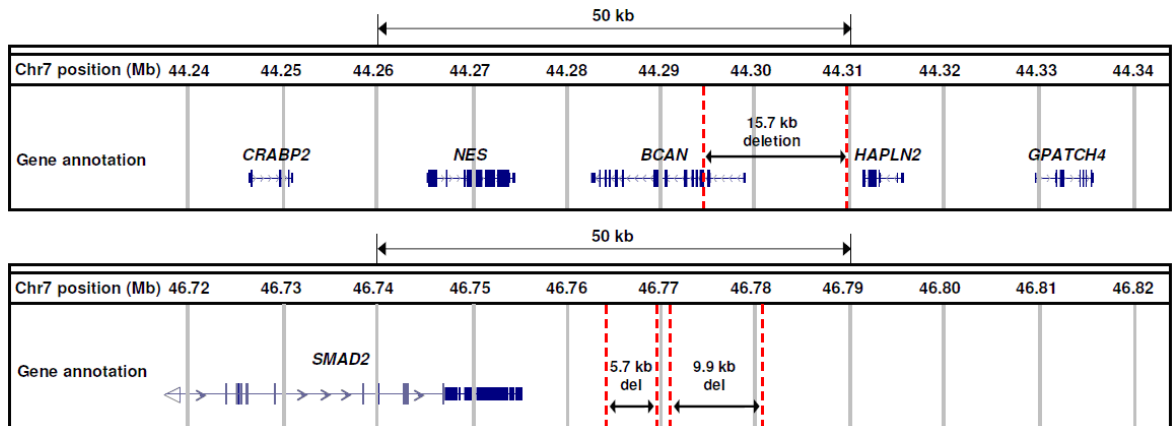 50 kb
Chr7 position (Mb) 44.24 44.25 44.26 44.27 44.28 44.29 44.30 44.31 44.32 44.33 44.34
15.7 kb
deletion
Gene annotation CRABP2 NES BCAN HAPLN2 GPATCH4
50 kb
Chr7 position (Mb) 46.72 46.73 46.74 46.75 46.76 46.77 46.78 46.79 46.80 46.81 46.82
Gene annotation SMAD2 5.7 kb 9.9 kb
del del